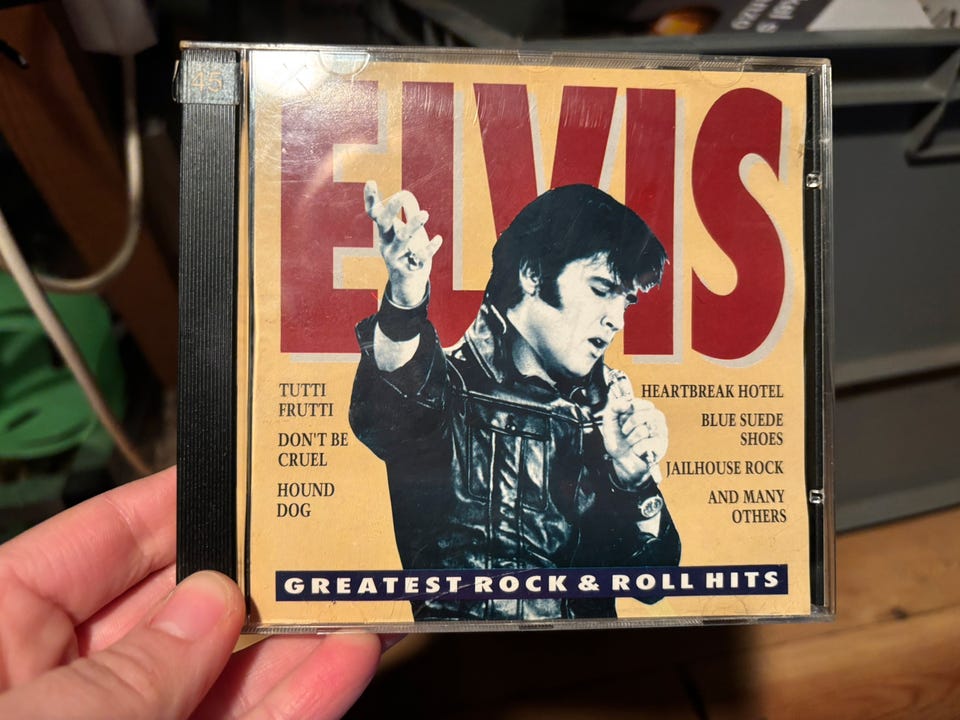 45
ELVIS
TUTTI
FRUTTI
DON'T BE
CRUEL
HOUND
DOG
HEARTBREAK HOTEL
BLUE SUEDE
SHOES
JAILHOUSE ROCK
AND MANY
OTHERS
GREATEST ROCK & ROLL HITS